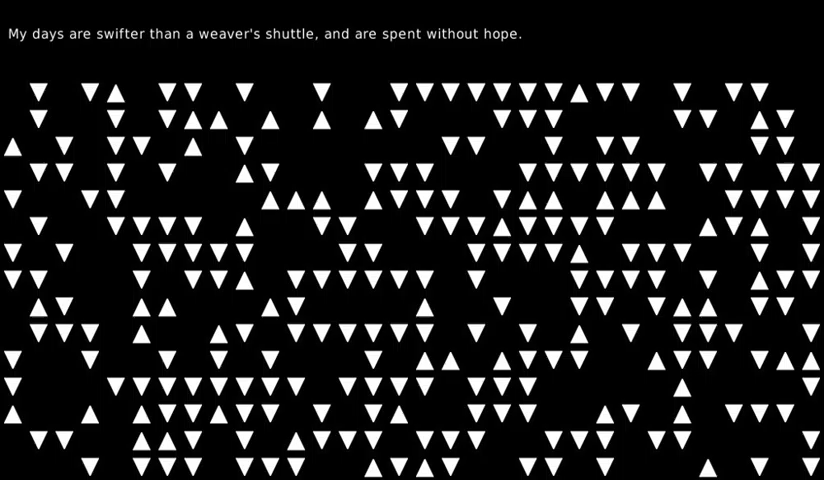 My days are swifter than a weaver's shuttle, and are spent without hope.